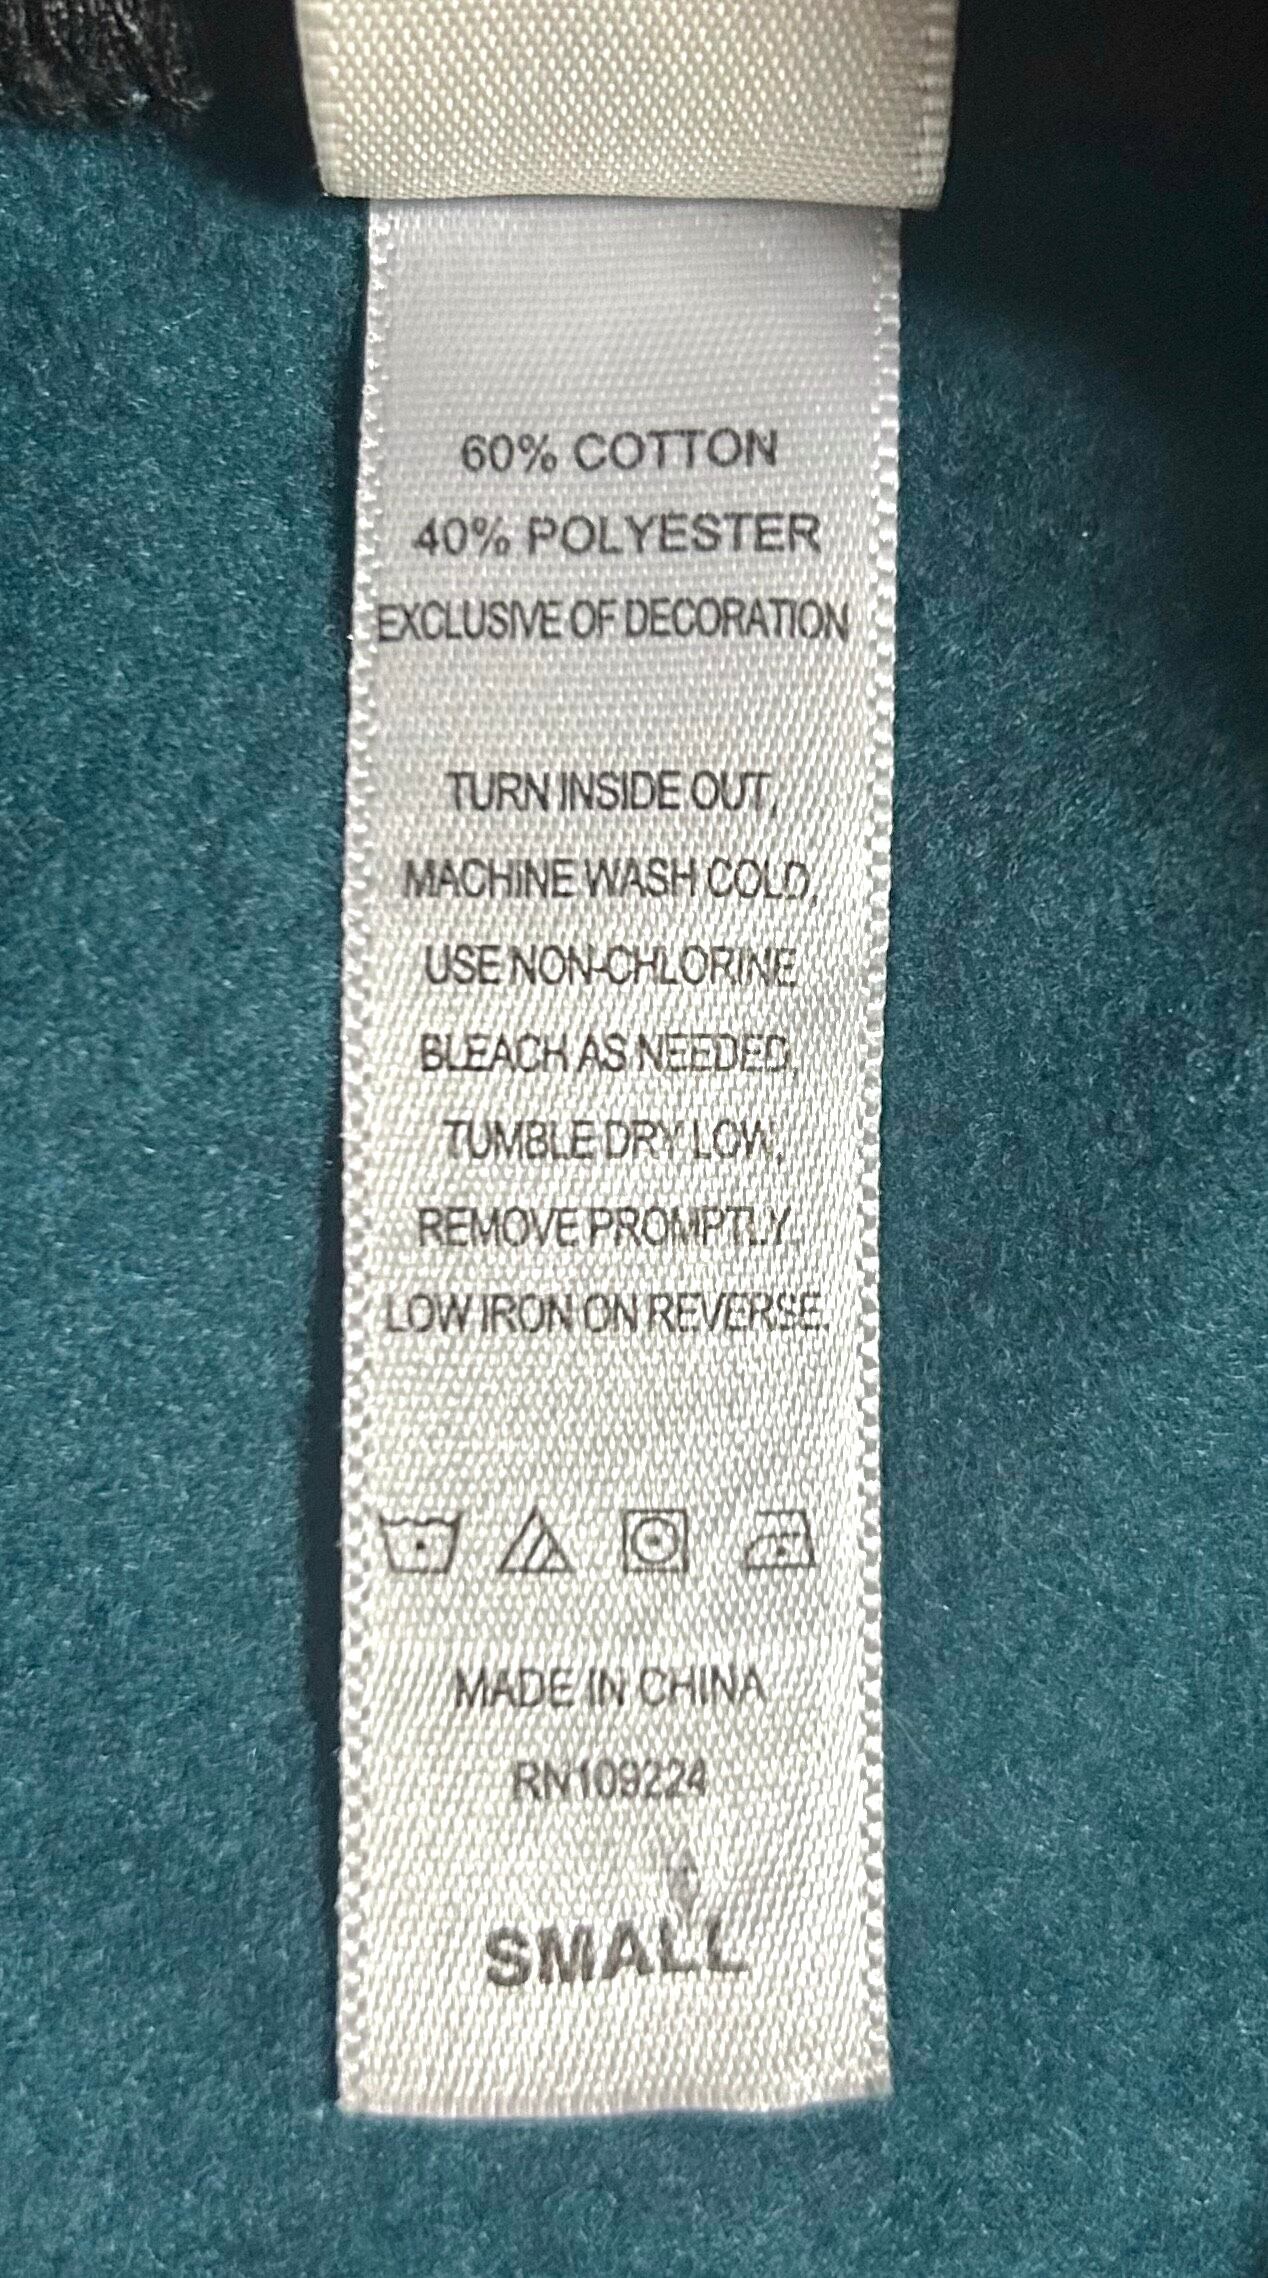 60% COTTON
40% POLYESTER
EXCLUSIVE OF DECORATION
TURN INSIDE OUT,
MACHINE WASH COLD,
USE NON-CHLORINE
BLEACH AS NEEDED,
TUMBLE DRY LOW,
REMOVE PROMPTLY.
LOW IRON ON REVERSE.
MADE IN CHINA
RN109224
SMALL